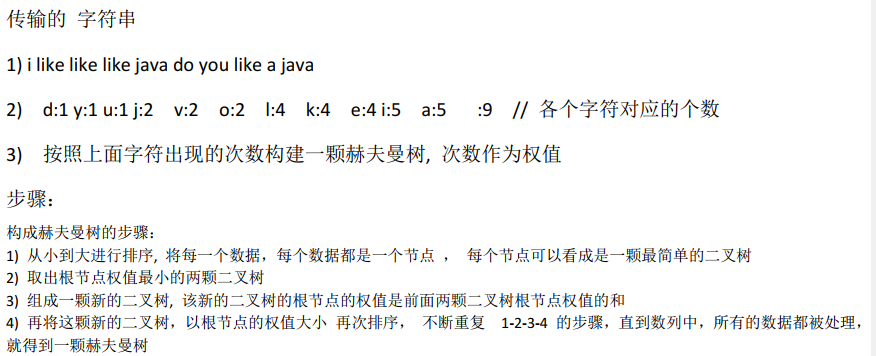 传输的 字符串
1) i like like like java do you like a java
2) d:1 y:1 u:1 j:2 v:2 o:2 l:4 k:4 e:4 i:5 a:5 :9 // 各个字符对应的个数
3) 按照上面字符出现的次数构建一颗赫夫曼树, 次数作为权值
步骤：
构成赫夫曼树的步骤：
1) 从小到大进行排序, 将每一个数据，每个数据都是一个节点 ， 每个节点可以看成是一颗最简单的二叉树
2) 取出根节点权值最小的两颗二叉树
3) 组成一颗新的二叉树, 该新的二叉树的根节点的权值是前面两颗二叉树根节点权值的和
4) 再将这颗新的二叉树，以根节点的权值大小 再次排序， 不断重复 1-2-3-4 的步骤，直到数列中，所有的数据都被处理，
就得到一颗赫夫曼树